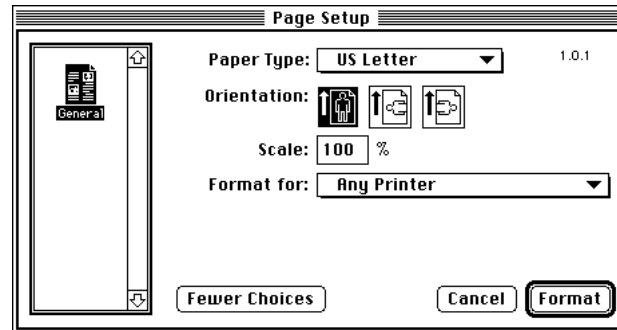 Page Setup
General
Paper Type: US Letter 1.0.1
Orientation:
Scale: 100 %
Format for: Any Printer
Fewer Choices Cancel Format